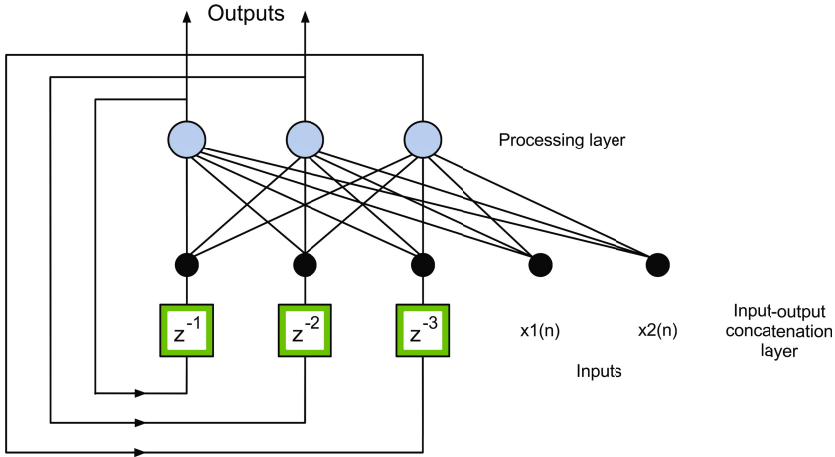 Outputs
Processing layer
z-1
z-2
z-3
x1(n)
x2(n)
Input-output
concatenation
layer
Inputs